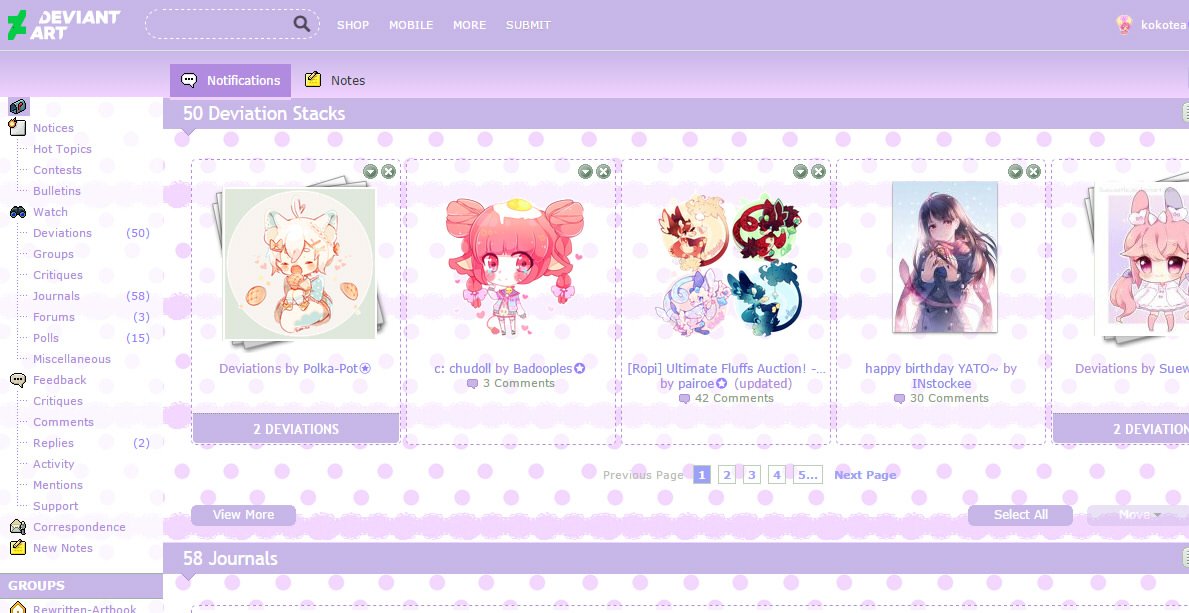 DEVIANT ART
SHOP MOBILE MORE SUBMIT
kokotea
Notifications Notes
50 Deviation Stacks
Notices
Hot Topics
Contests
Bulletins
Watch
Deviations (50)
Groups
Critiques
Journals (58)
Forums (3)
Polls (15)
Miscellaneous
Feedback
Critiques
Comments
Replies (2)
Activity
Mentions
Support
Correspondence
New Notes
GROUPS
Rewritten-Artbook
Deviations by Polka-Pot
2 DEVIATIONS
c: chudoll by Badooples
3 Comments
[Ropi] Ultimate Fluffs Auction! -...
by pairoe (updated)
42 Comments
happy birthday YATO~ by
INstockee
30 Comments
Deviations by Suew
2 DEVIATION
Previous Page 1 2 3 4 5... Next Page
View More
Select All
Move
58 Journals